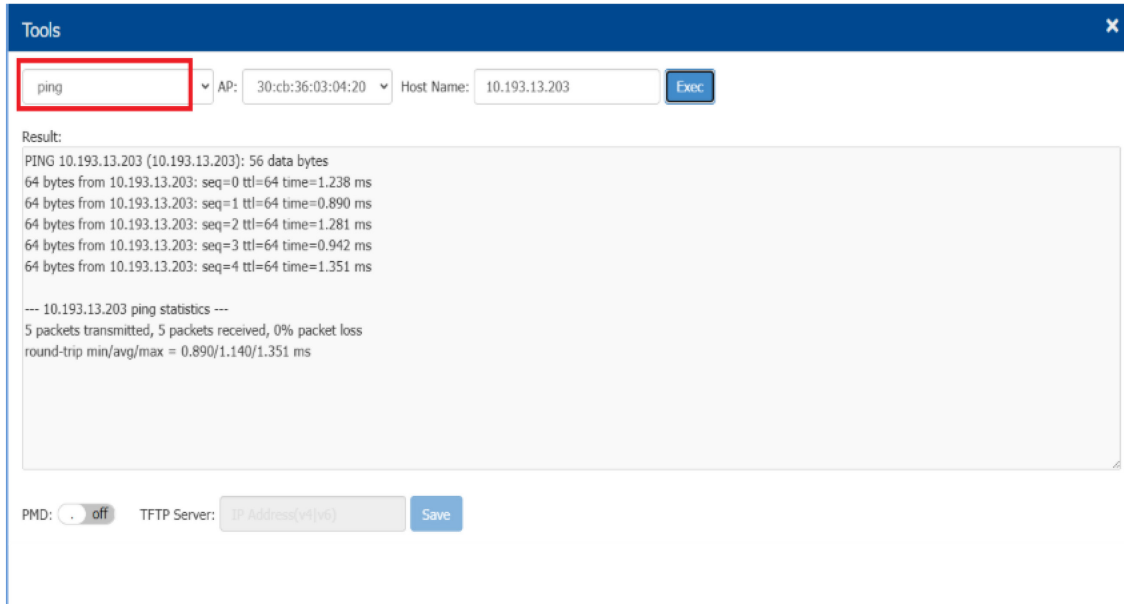 Tools
ping AP: 30:cb:36:03:04:20 Host Name: 10.193.13.203 Exec
Result:
PING 10.193.13.203 (10.193.13.203): 56 data bytes
64 bytes from 10.193.13.203: seq=0 ttl=64 time=1.238 ms
64 bytes from 10.193.13.203: seq=1 ttl=64 time=0.890 ms
64 bytes from 10.193.13.203: seq=2 ttl=64 time=1.281 ms
64 bytes from 10.193.13.203: seq=3 ttl=64 time=0.942 ms
64 bytes from 10.193.13.203: seq=4 ttl=64 time=1.351 ms
--- 10.193.13.203 ping statistics ---
5 packets transmitted, 5 packets received, 0% packet loss
round-trip min/avg/max = 0.890/1.140/1.351 ms
PMD: off TFTP Server: IP Address(v4|v6) Save